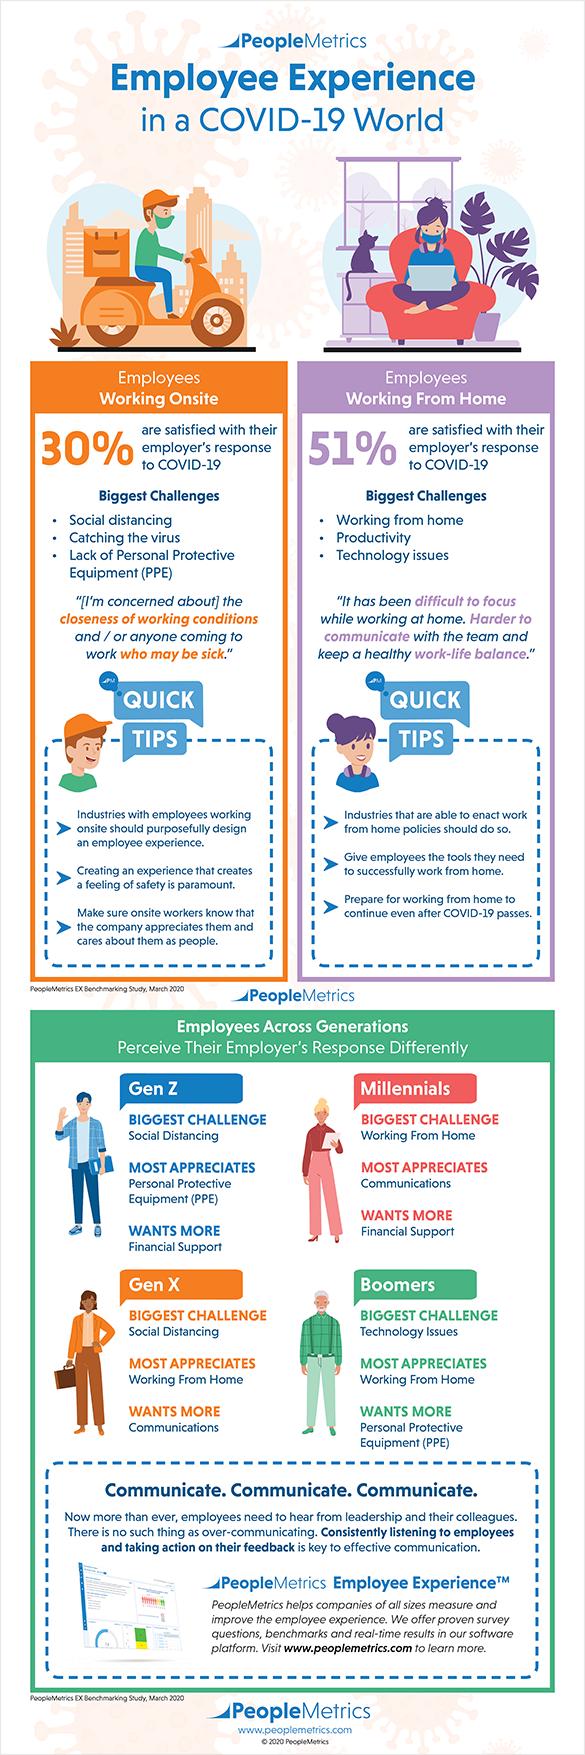 PeopleMetrics
Employee Experience
in a COVID-19 World
Employees
Working Onsite
30%
are satisfied with their
employer's response
to COVID-19
Biggest Challenges
• Social distancing
• Catching the virus
• Lack of Personal Protective
Equipment (PPE)
"[I'm concerned about] the
closeness of working conditions
and / or anyone coming to
work who may be sick."
PM
QUICK
TIPS
Industries with employees working
onsite should purposefully design
an employee experience.
Creating an experience that creates
a feeling of safety is paramount.
Make sure onsite workers know that
the company appreciates them and
cares about them as people.
Employees
Working From Home
51%
are satisfied with their
employer's response
to COVID-19
Biggest Challenges
• Working from home
• Productivity
• Technology issues
"It has been difficult to focus
while working at home. Harder to
communicate with the team and
keep a healthy work-life balance."
PM
QUICK
TIPS
Industries that are able to enact work
from home policies should do so.
Give employees the tools they need
to successfully work from home.
Prepare for working from home to
continue even after COVID-19 passes.
PeopleMetrics EX Benchmarking Study, March 2020
PeopleMetrics
Employees Across Generations
Perceive Their Employer's Response Differently
Gen Z
BIGGEST CHALLENGE
Social Distancing
MOST APPRECIATES
Personal Protective
Equipment (PPE)
WANTS MORE
Financial Support
Millennials
BIGGEST CHALLENGE
Working From Home
MOST APPRECIATES
Communications
WANTS MORE
Financial Support
Gen X
BIGGEST CHALLENGE
Social Distancing
MOST APPRECIATES
Working From Home
WANTS MORE
Communications
Boomers
BIGGEST CHALLENGE
Technology Issues
MOST APPRECIATES
Working From Home
WANTS MORE
Personal Protective
Equipment (PPE)
Communicate. Communicate. Communicate.
Now more than ever, employees need to hear from leadership and their colleagues.
There is no such thing as over-communicating. Consistently listening to employees
and taking action on their feedback is key to effective communication.
PeopleMetrics Employee Experience™
PeopleMetrics helps companies of all sizes measure and
improve the employee experience. We offer proven survey
questions, benchmarks and real-time results in our software
platform. Visit www.peoplemetrics.com to learn more.
PeopleMetrics EX Benchmarking Study, March 2020
PeopleMetrics
www.peoplemetrics.com
© 2020 PeopleMetrics